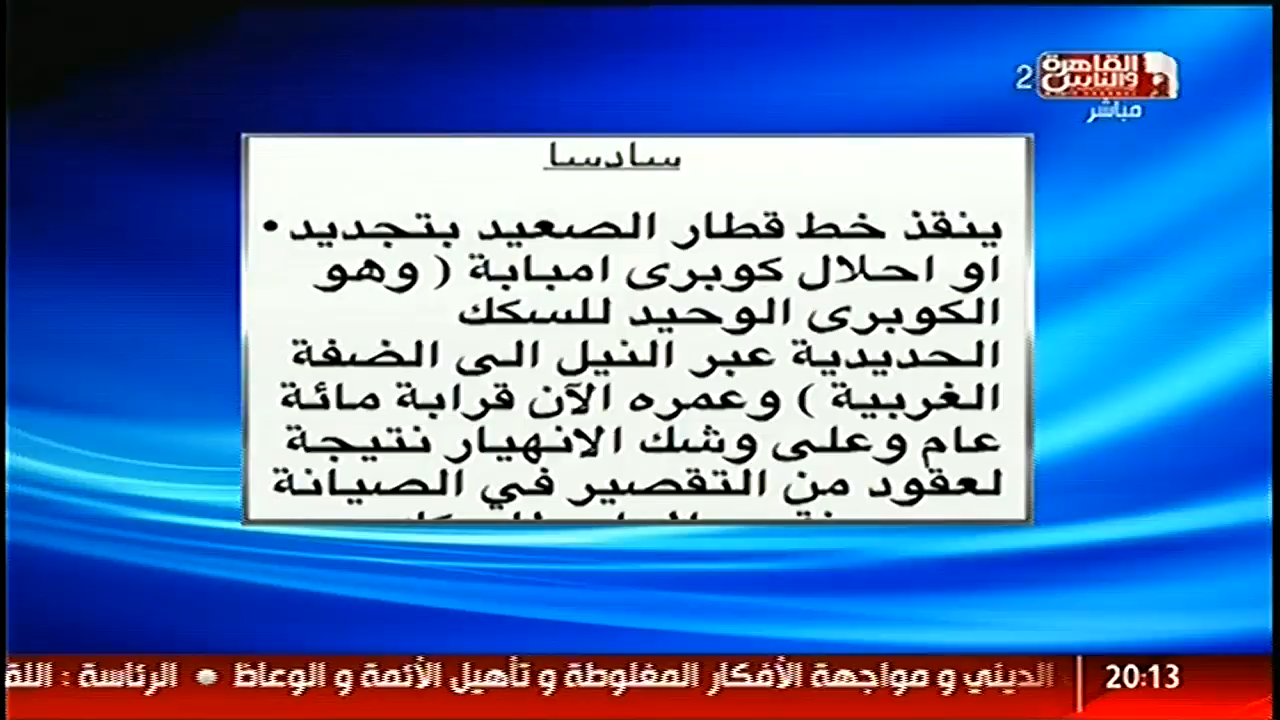 القاهرة
والناس
2
مباشر
سادسا
ينقذ خط قطار الصعيد بتجديد •
او احلال كوبرى امبابة ( وهو
الكوبرى الوحيد للسكك
الحديدية عبر النيل الى الضفة
الغربية ) وعمره الآن قرابة مائة
عام وعلى وشك الانهيار نتيجة
لعقود من التقصير في الصيانة
20:13
الديني و مواجهة الأفكار المغلوطة و تأهيل الأئمة و الوعاظ • الرئاسة : اللق